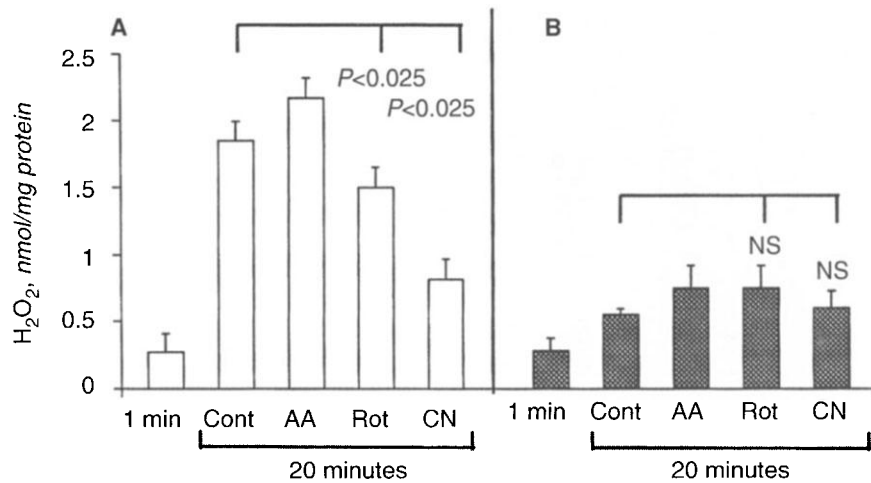 A
B
2.5
2
1.5
1
0.5
0
H₂O₂, nmol/mg protein
P<0.025
P<0.025
NS
NS
1 min Cont AA Rot CN
1 min Cont AA Rot CN
20 minutes
20 minutes